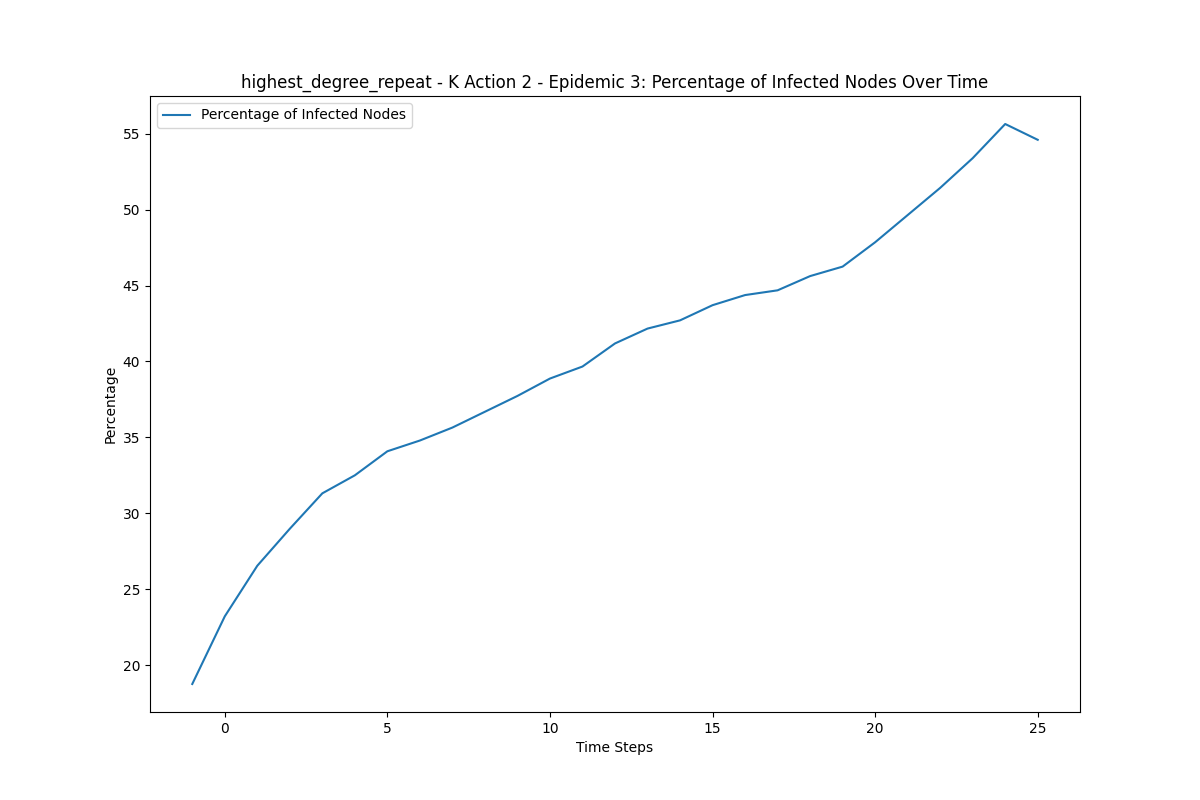 highest_degree_repeat - K Action 2 - Epidemic 3: Percentage of Infected Nodes Over Time
Percentage of Infected Nodes
55
50
45
40
35
30
25
20
Percentage
0 5 10 15 20 25
Time Steps